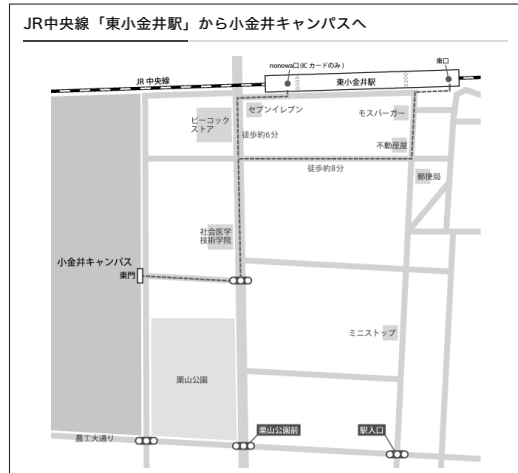 JR中央線「東小金井駅」から小金井キャンパスへ
nonowa口(IC カードのみ)
南口
JR 中央線
東小金井駅
セブンイレブン
モスバーガー
ピーコック
ストア
徒歩約6分
不動産屋
徒歩約8分
郵便局
社会医学
技術学院
小金井キャンパス
東門
ミニストップ
栗山公園
農工大通り
栗山公園前
駅入口